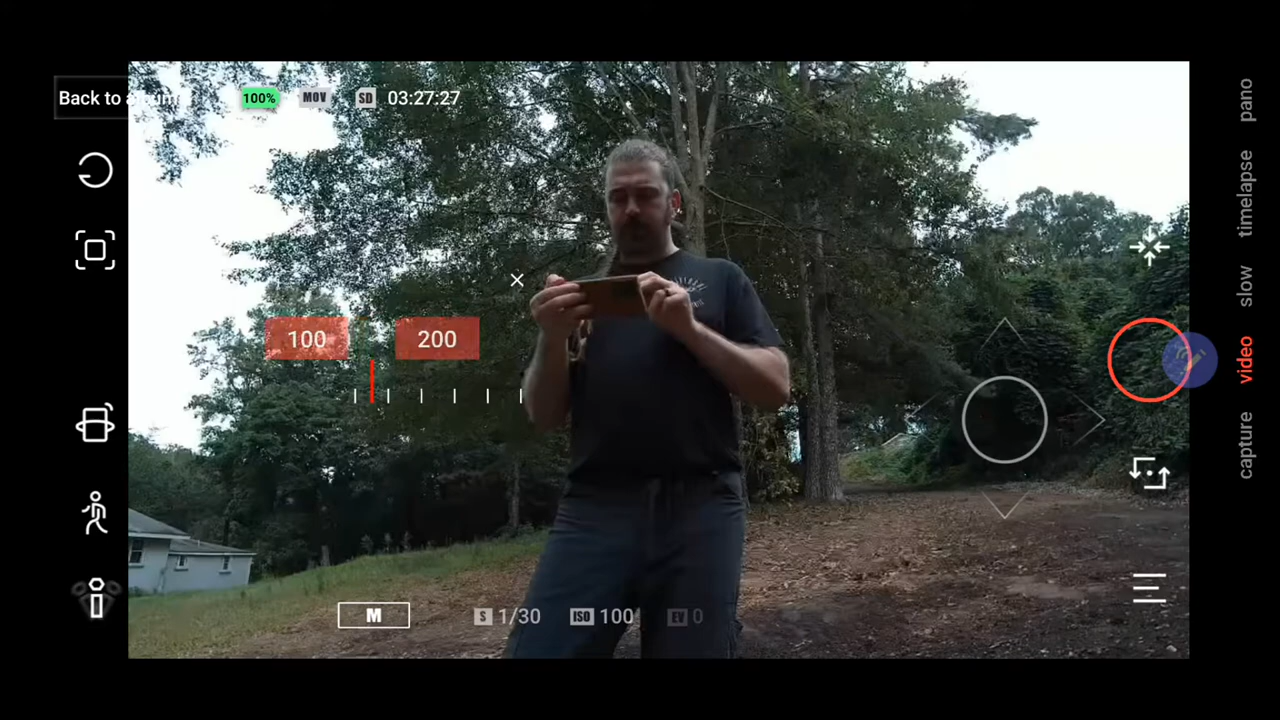 Back to
100%
MOV
SD
03:27:27
100
200
M
S 1/30
ISO 100
EV 0
pano
timelapse
slow
video
capture